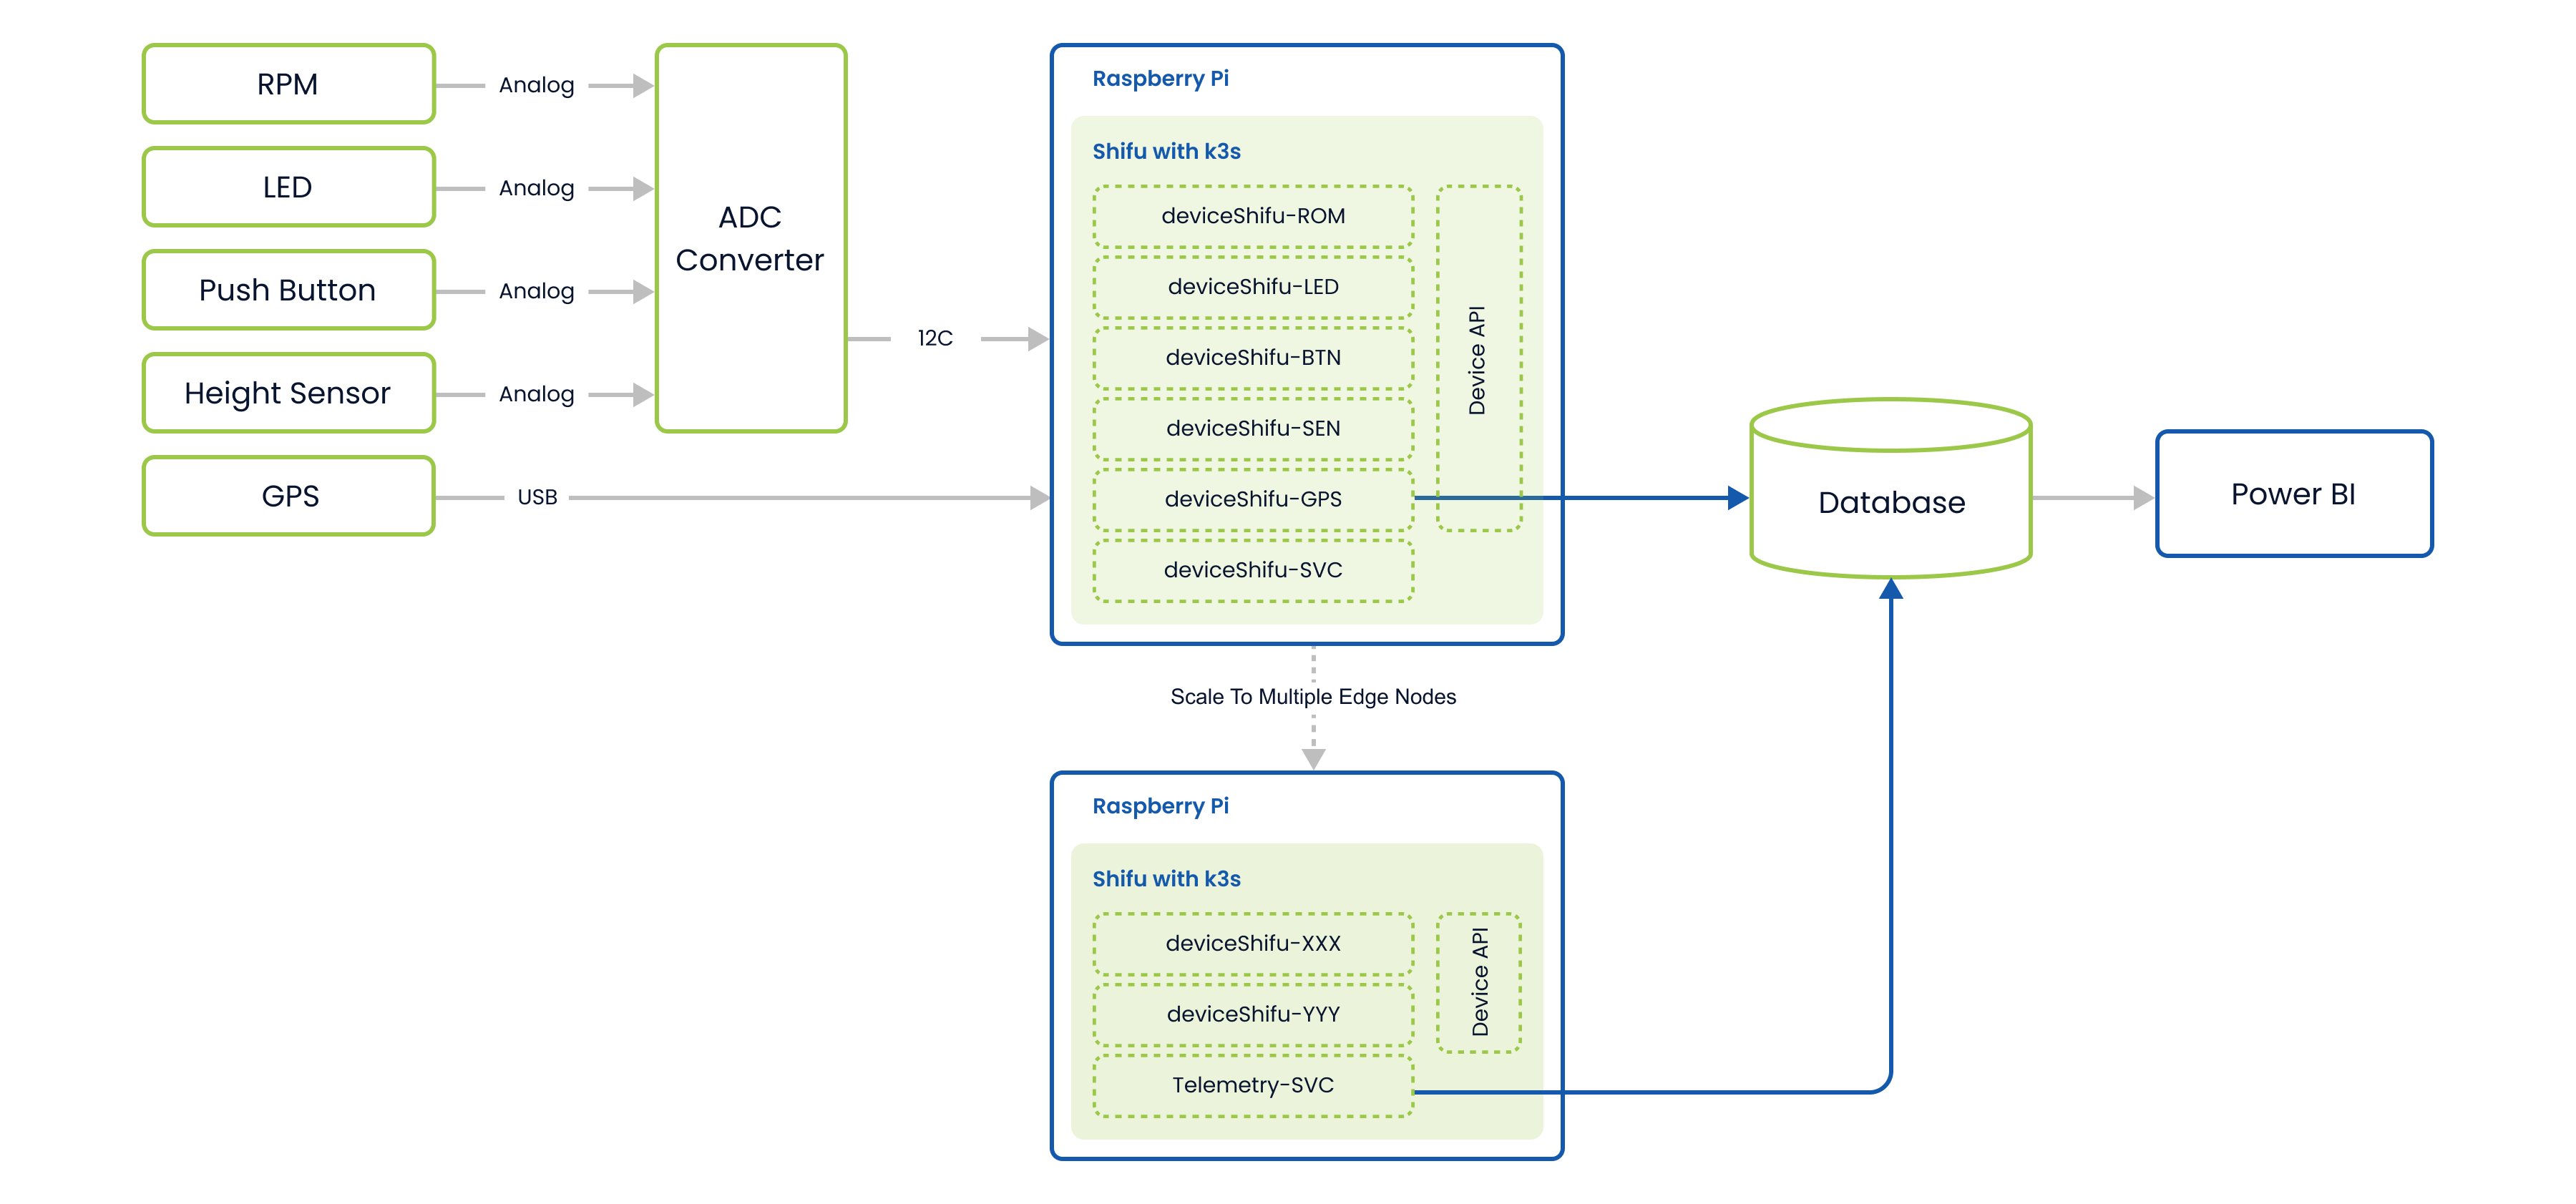 RPM
Analog
LED
Analog
Push Button
Analog
Height Sensor
Analog
GPS
USB
ADC
Converter
12C
Raspberry Pi
Shifu with k3s
deviceShifu-ROM
deviceShifu-LED
deviceShifu-BTN
deviceShifu-SEN
deviceShifu-GPS
deviceShifu-SVC
Device API
Database
Power BI
Scale To Multiple Edge Nodes
Raspberry Pi
Shifu with k3s
deviceShifu-XXX
deviceShifu-YYY
Telemetry-SVC
Device API